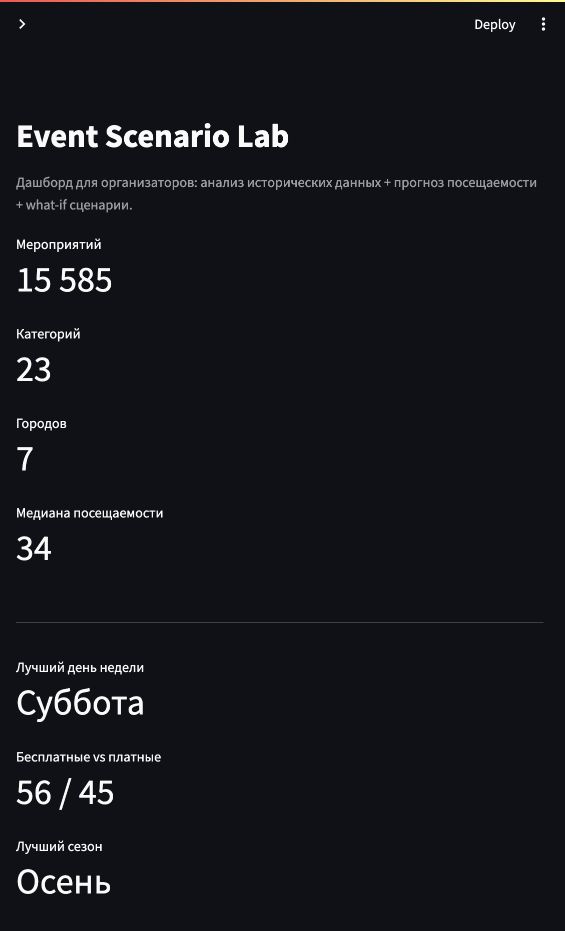 Deploy
Event Scenario Lab
Дашборд для организаторов: анализ исторических данных + прогноз посещаемости
+ what-if сценарии.
Мероприятий
15 585
Категорий
23
Городов
7
Медиана посещаемости
34
Лучший день недели
Суббота
Бесплатные vs платные
56 / 45
Лучший сезон
Осень